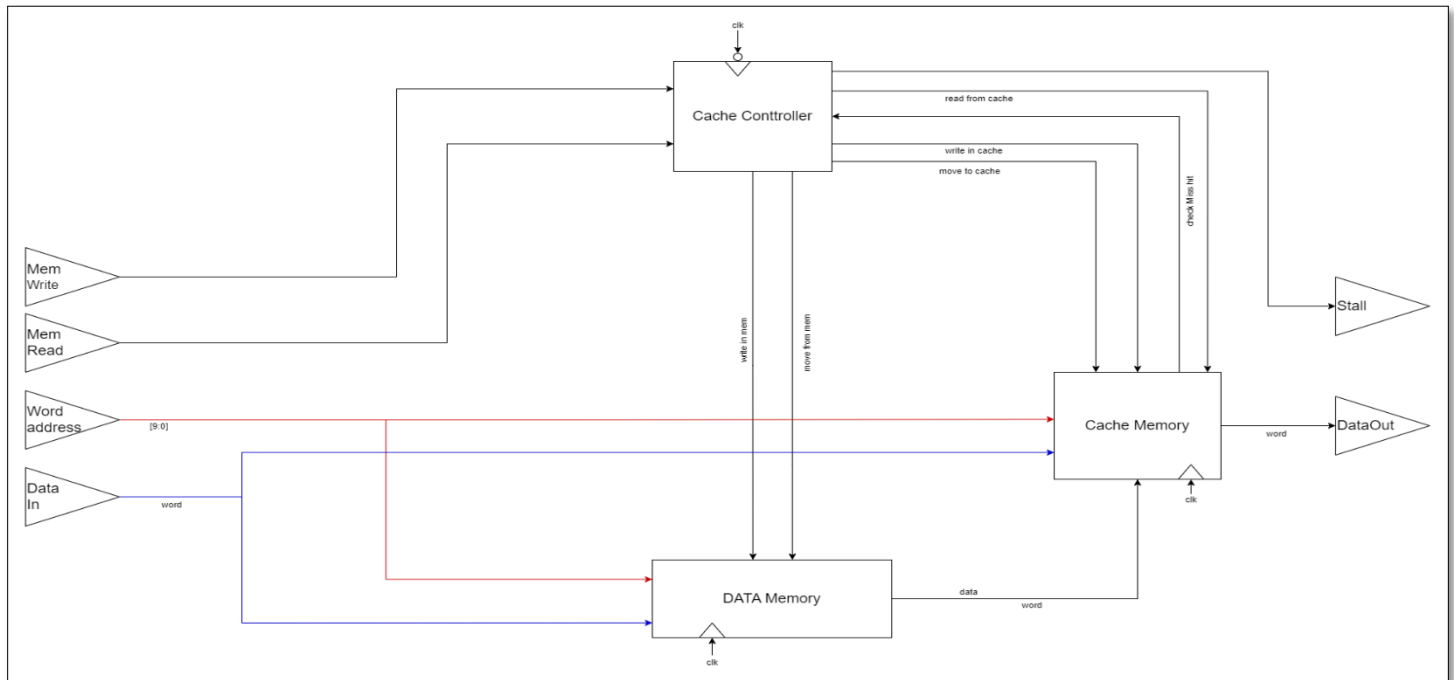 clk
Cache Conttroller
read from cache
write in cache
move to cache
check Miss hit
Mem
Write
Mem
Read
write in mem
move from mem
Stall
Word
address
[9:0]
Cache Memory
word
DataOut
Data
In
word
clk
DATA Memory
data
word
clk